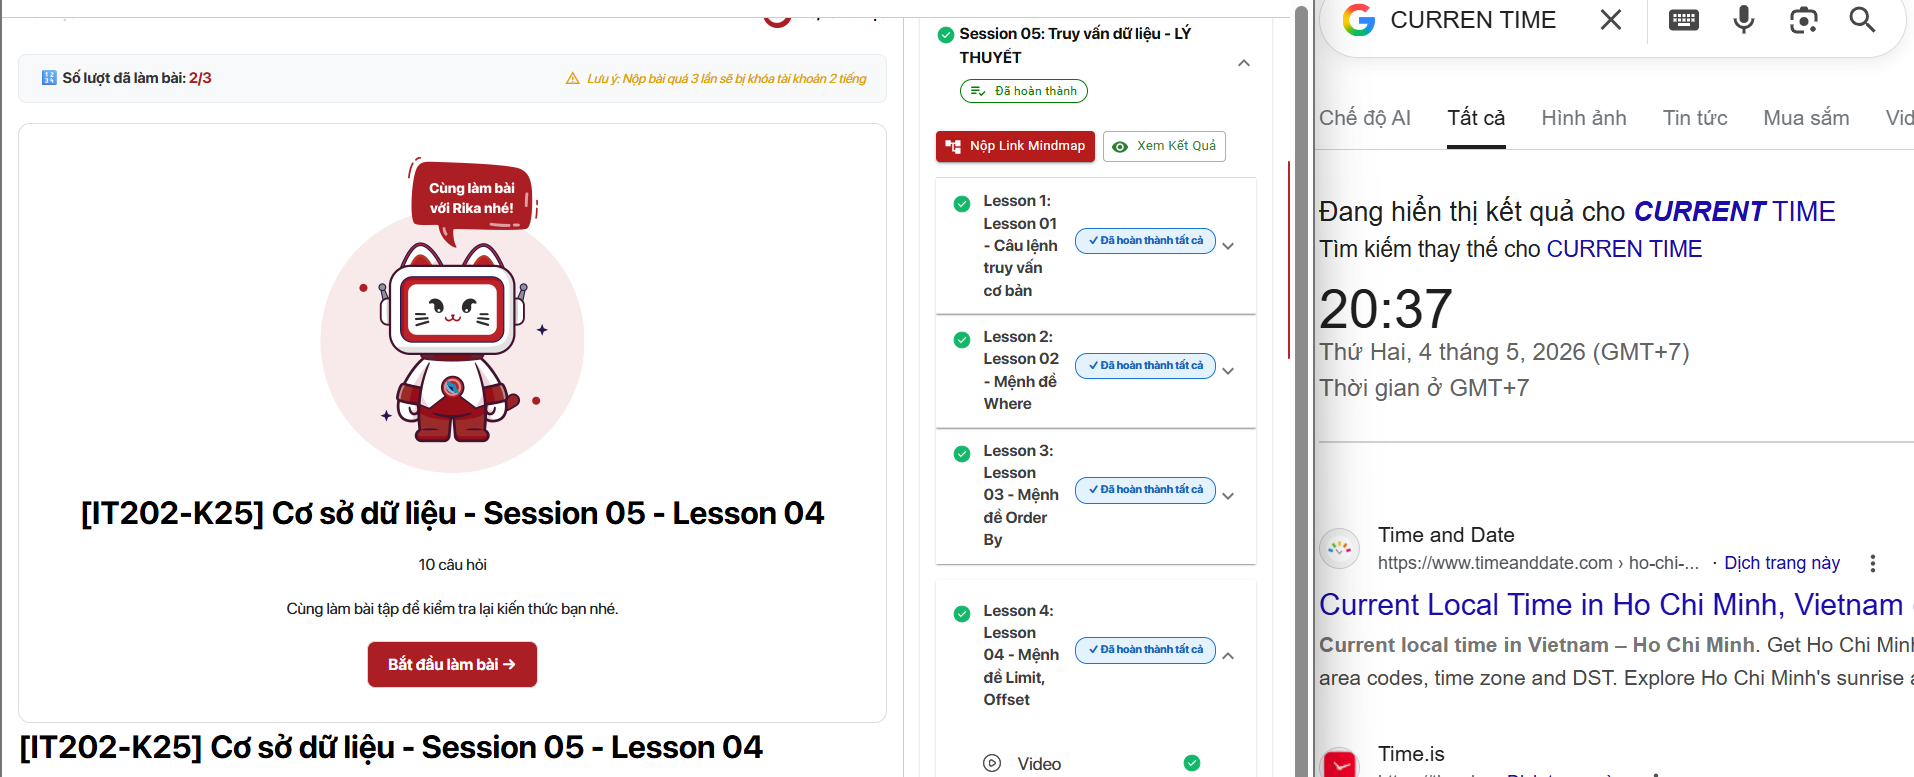 Số lượt đã làm bài: 2/3
Lưu ý: Nộp bài quá 3 lần sẽ bị khóa tài khoản 2 tiếng
Cùng làm bài
với Rika nhé!
[IT202-K25] Cơ sở dữ liệu - Session 05 - Lesson 04
10 câu hỏi
Cùng làm bài tập để kiểm tra lại kiến thức bạn nhé.
Bắt đầu làm bài →
[IT202-K25] Cơ sở dữ liệu - Session 05 - Lesson 04
Session 05: Truy vấn dữ liệu - LÝ
THUYẾT
Đã hoàn thành
Nộp Link Mindmap
Xem Kết Quả
Lesson 1:
Lesson 01
- Câu lệnh
truy vấn
cơ bản
✓ Đã hoàn thành tất cả
Lesson 2:
Lesson 02
- Mệnh đề
Where
✓ Đã hoàn thành tất cả
Lesson 3:
Lesson
03 - Mệnh
đề Order
By
✓ Đã hoàn thành tất cả
Lesson 4:
Lesson
04 - Mệnh
đề Limit,
Offset
✓ Đã hoàn thành tất cả
Video
CURREN TIME
Chế độ AI
Tất cả
Hình ảnh
Tin tức
Mua sắm
Vid
Đang hiển thị kết quả cho CURRENT TIME
Tìm kiếm thay thế cho CURREN TIME
20:37
Thứ Hai, 4 tháng 5, 2026 (GMT+7)
Thời gian ở GMT+7
Time and Date
https://www.timeanddate.com › ho-chi-... · Dịch trang này
Current Local Time in Ho Chi Minh, Vietnam
Current local time in Vietnam – Ho Chi Minh. Get Ho Chi Minh
area codes, time zone and DST. Explore Ho Chi Minh's sunrise a
Time.is